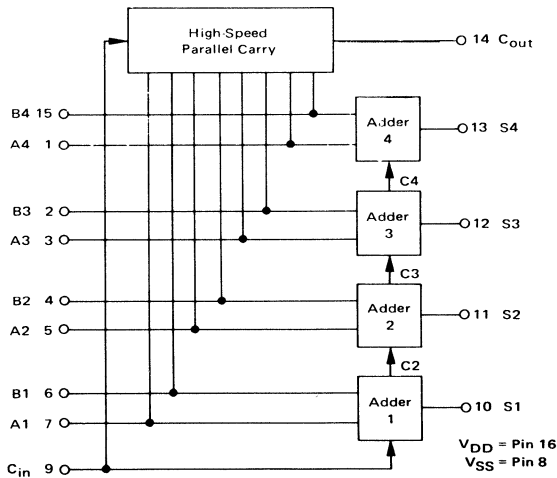 High-Speed
Parallel Carry
14 Cout
B4 15
A4 1
Adder
4
13 S4
C4
B3 2
A3 3
Adder
3
12 S3
C3
B2 4
A2 5
Adder
2
11 S2
C2
B1 6
A1 7
Adder
1
10 S1
Cin 9
VDD = Pin 16
VSS = Pin 8